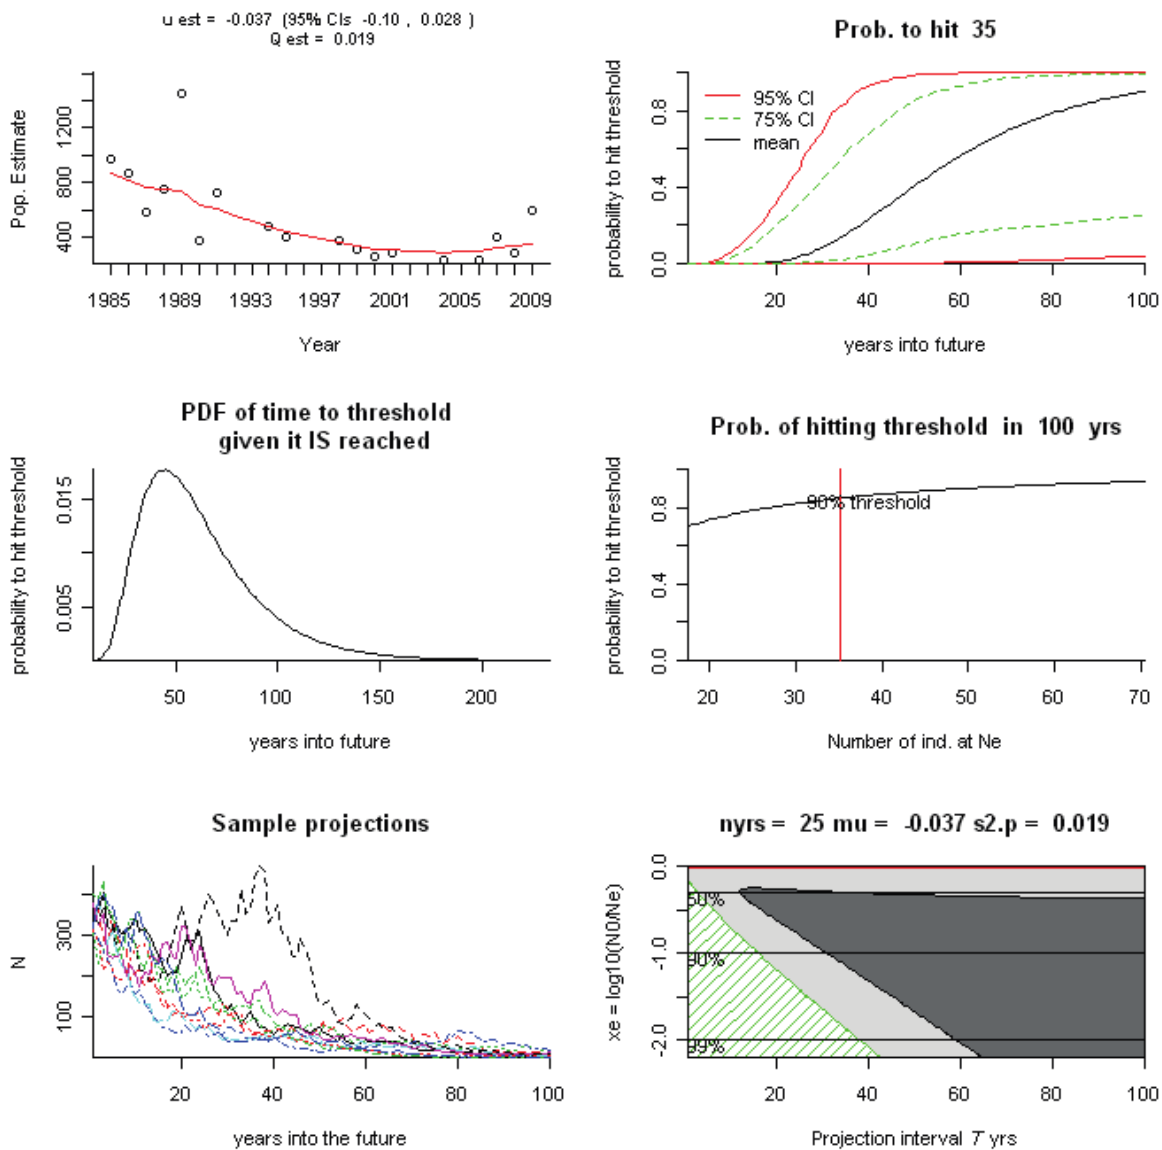 u est = -0.037 (95% CIs -0.10 , 0.028 )
Q est = 0.019
Pop. Estimate
1200
800
400
1985 1989 1993 1997 2001 2005 2009
Year
Prob. to hit 35
probability to hit threshold
0.8
0.4
0.0
95% CI
75% CI
mean
20 40 60 80 100
years into future
PDF of time to threshold
given it IS reached
probability to hit threshold
0.015
0.005
50 100 150 200
years into future
Prob. of hitting threshold in 100 yrs
probability to hit threshold
0.8
0.4
0.0
90% threshold
20 30 40 50 60 70
Number of ind. at Ne
Sample projections
N
300
100
20 40 60 80 100
years into the future
nyrs = 25 mu = -0.037 s2.p = 0.019
xe = log10(N0/Ne)
0.0
-1.0
-2.0
50%
90%
99%
20 40 60 80 100
Projection interval T yrs